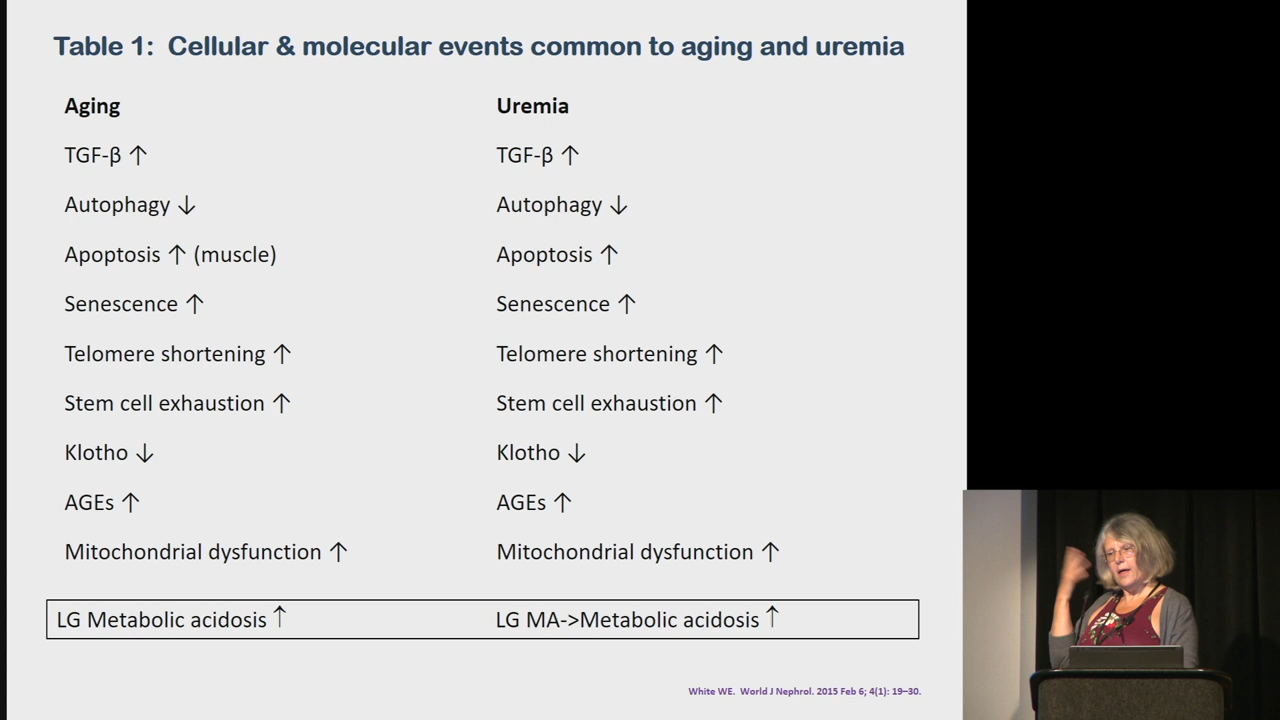 Table 1:  Cellular & molecular events common to aging and uremia
Aging Uremia
TGF-β ↑ TGF-β ↑
Autophagy ↓ Autophagy ↓
Apoptosis ↑ (muscle) Apoptosis ↑
Senescence ↑ Senescence ↑
Telomere shortening ↑ Telomere shortening ↑
Stem cell exhaustion ↑ Stem cell exhaustion ↑
Klotho ↓ Klotho ↓
AGEs ↑ AGEs ↑
Mitochondrial dysfunction ↑ Mitochondrial dysfunction ↑
LG Metabolic acidosis ↑ LG MA->Metabolic acidosis ↑
White WE.  World J Nephrol. 2015 Feb 6; 4(1): 19–30.